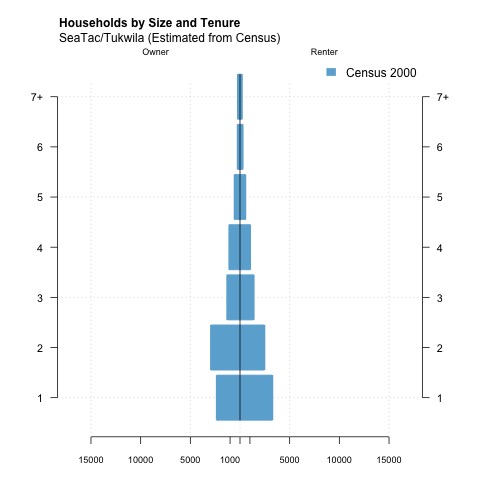 Households by Size and Tenure
SeaTac/Tukwila (Estimated from Census)
Owner Renter
Census 2000
7+ 7+
6 6
5 5
4 4
3 3
2 2
1 1
15000 10000 5000 1000 5000 10000 15000